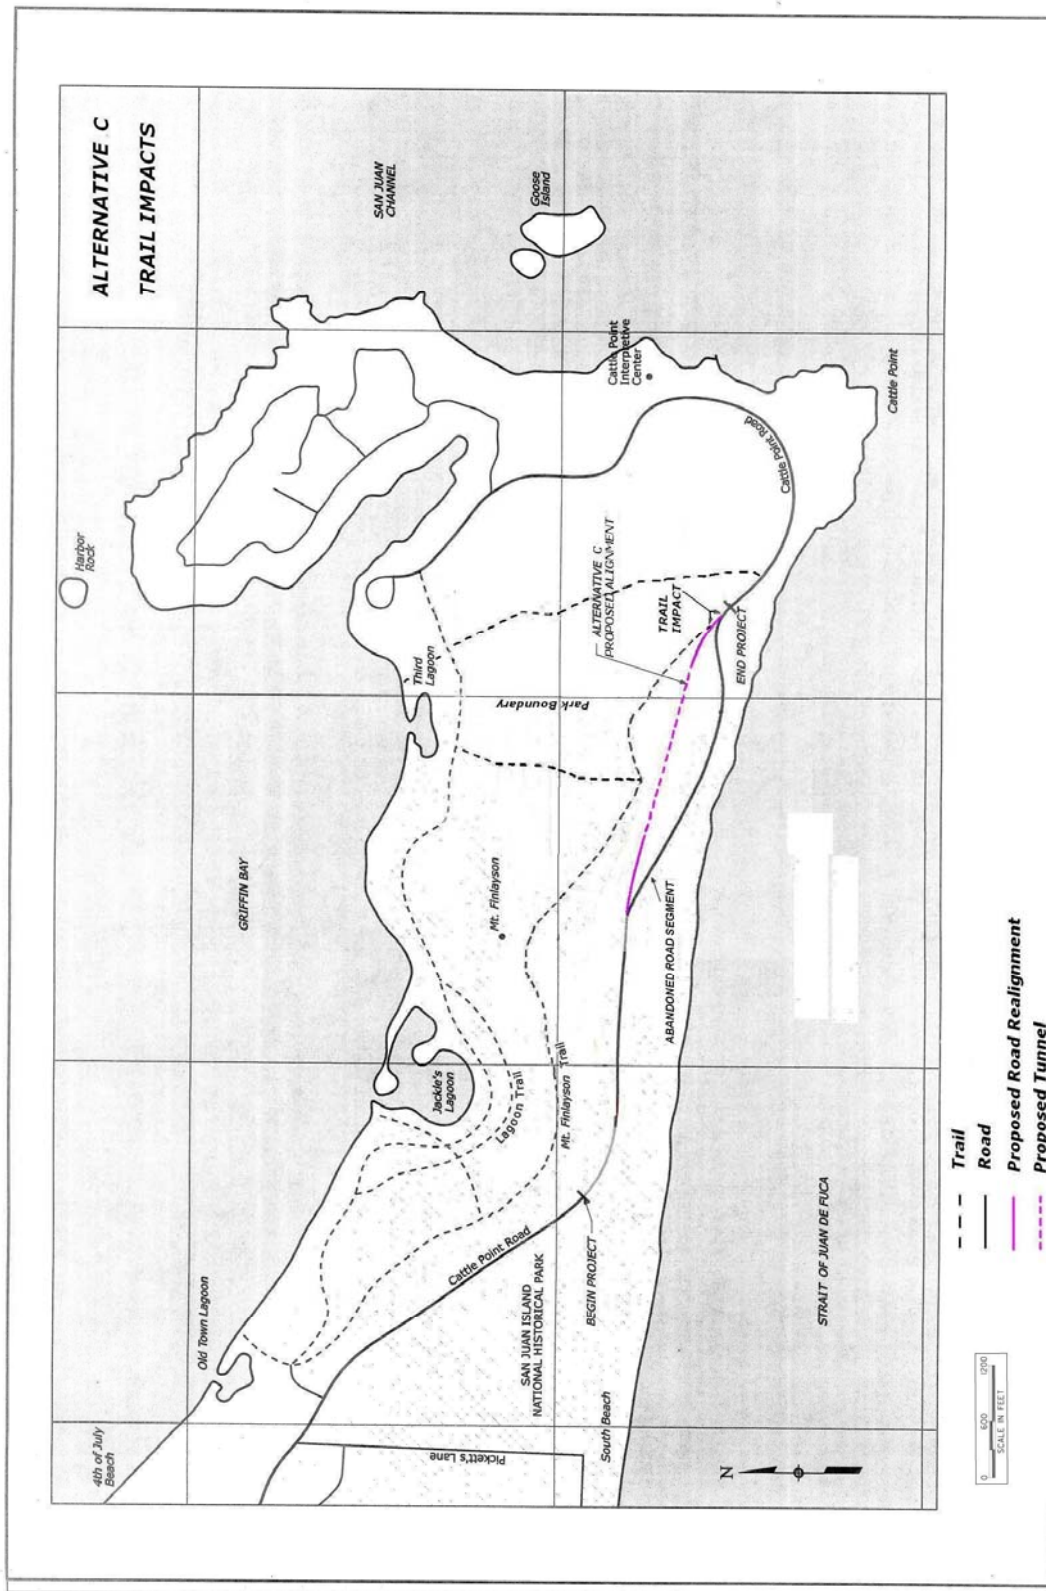 ALTERNATIVE C
TRAIL IMPACTS
SAN JUAN
CHANNEL
Goose
Island
Harbor
Rock
Cattle Point
Interpretive
Center
Cattle Point
Cattle Point Road
Third
Lagoon
ALTERNATIVE C
PROPOSED ALIGNMENT
TRAIL
IMPACT
END PROJECT
Park Boundary
GRIFFIN BAY
Mt. Finlayson
ABANDONED ROAD SEGMENT
Jackle's
Lagoon
Lagoon Trail
Mt. Finlayson Trail
Cattle Point Road
BEGIN PROJECT
Old Town Lagoon
SAN JUAN ISLAND
NATIONAL HISTORICAL PARK
4th of July
Beach
Pickett's Lane
South Beach
STRAIT OF JUAN DE FUCA
N
Trail
Road
Proposed Road Realignment
Proposed Tunnel
0 600 1200
SCALE IN FEET